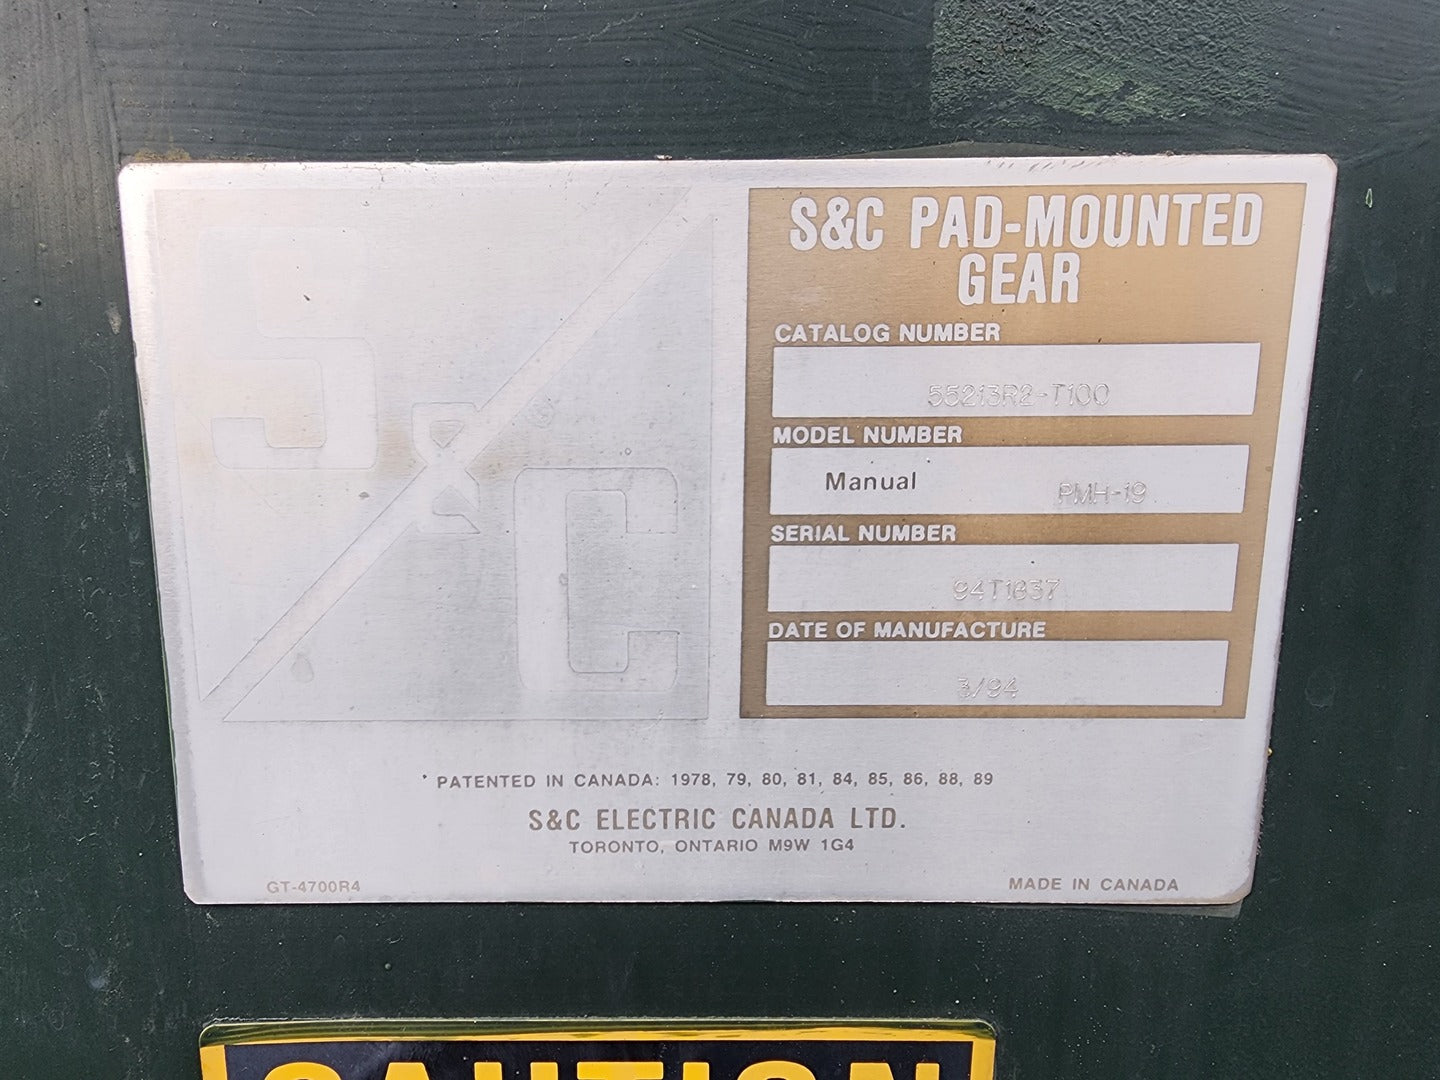 S&C
S&C PAD-MOUNTED
GEAR
CATALOG NUMBER
55213R2-T100
MODEL NUMBER
Manual PMH-19
SERIAL NUMBER
94T1837
DATE OF MANUFACTURE
3/94
PATENTED IN CANADA: 1978, 79, 80, 81, 84, 85, 86, 88, 89
S&C ELECTRIC CANADA LTD.
TORONTO, ONTARIO M9W 1G4
GT-4700R4
MADE IN CANADA
CAUTION